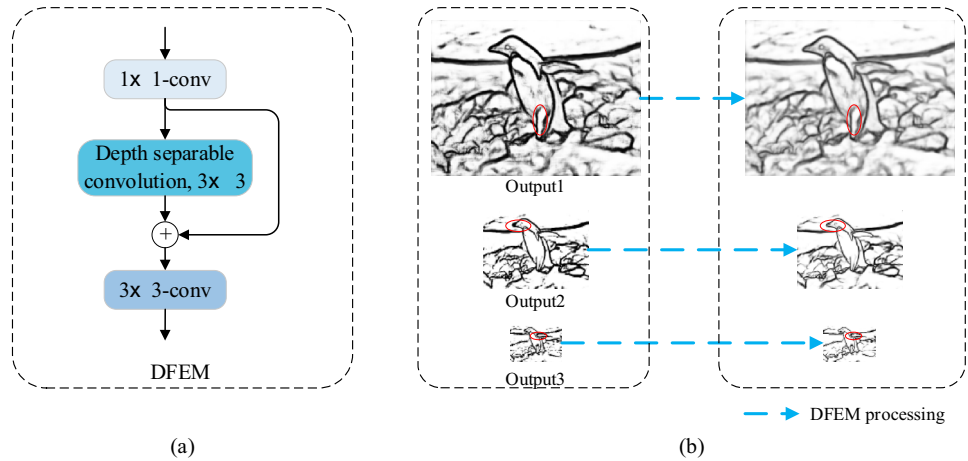 1x 1-conv
Depth separable
convolution, 3x 3
+
3x 3-conv
DFEM
(a)
Output1
Output2
Output3
DFEM processing
(b)